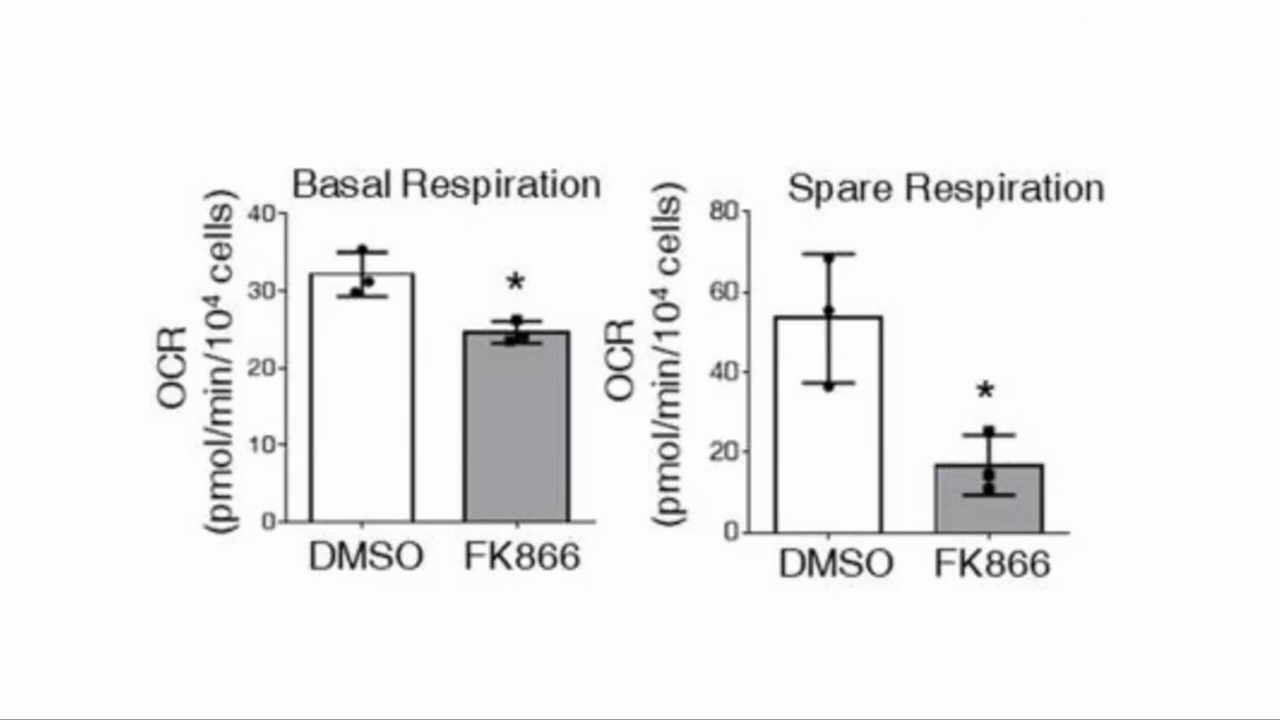 Basal Respiration
OCR
(pmol/min/10⁴ cells)
40
30
20
10
0
*
DMSO FK866
Spare Respiration
OCR
(pmol/min/10⁴ cells)
80
60
40
20
0
*
DMSO FK866